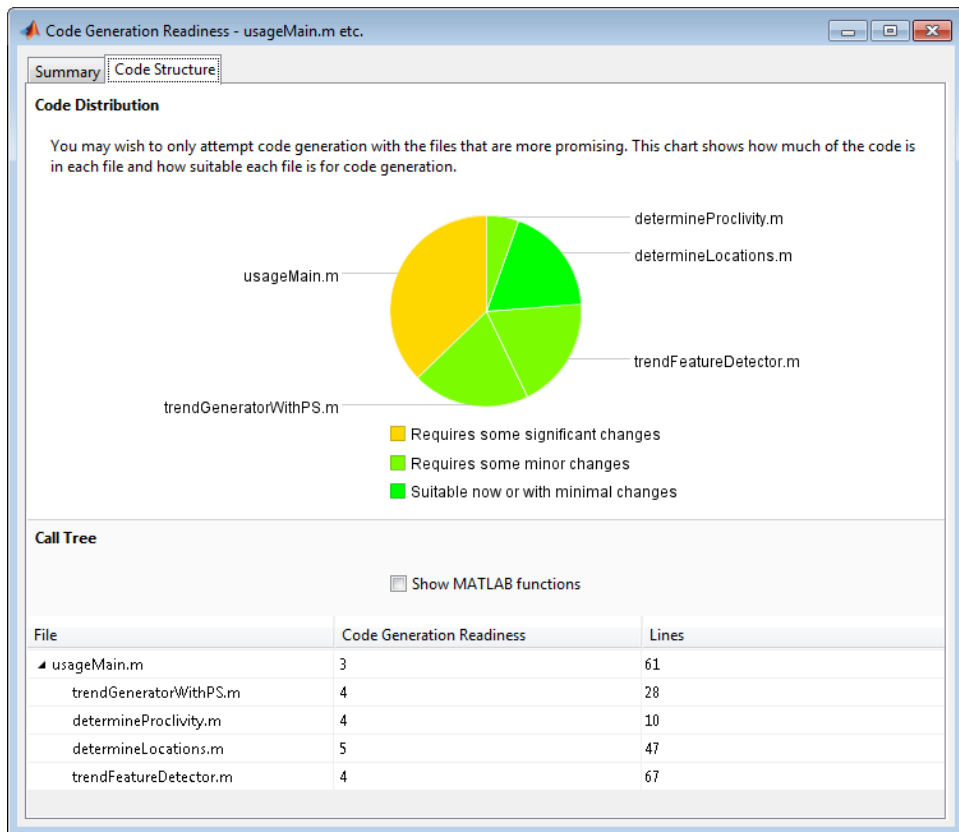 Code Generation Readiness - usageMain.m etc.
Summary Code Structure
Code Distribution
You may wish to only attempt code generation with the files that are more promising. This chart shows how much of the code is
in each file and how suitable each file is for code generation.
determineProclivity.m
determineLocations.m
usageMain.m
trendFeatureDetector.m
trendGeneratorWithPS.m
Requires some significant changes
Requires some minor changes
Suitable now or with minimal changes
Call Tree
Show MATLAB functions
File Code Generation Readiness Lines
usageMain.m 3 61
trendGeneratorWithPS.m 4 28
determineProclivity.m 4 10
determineLocations.m 5 47
trendFeatureDetector.m 4 67